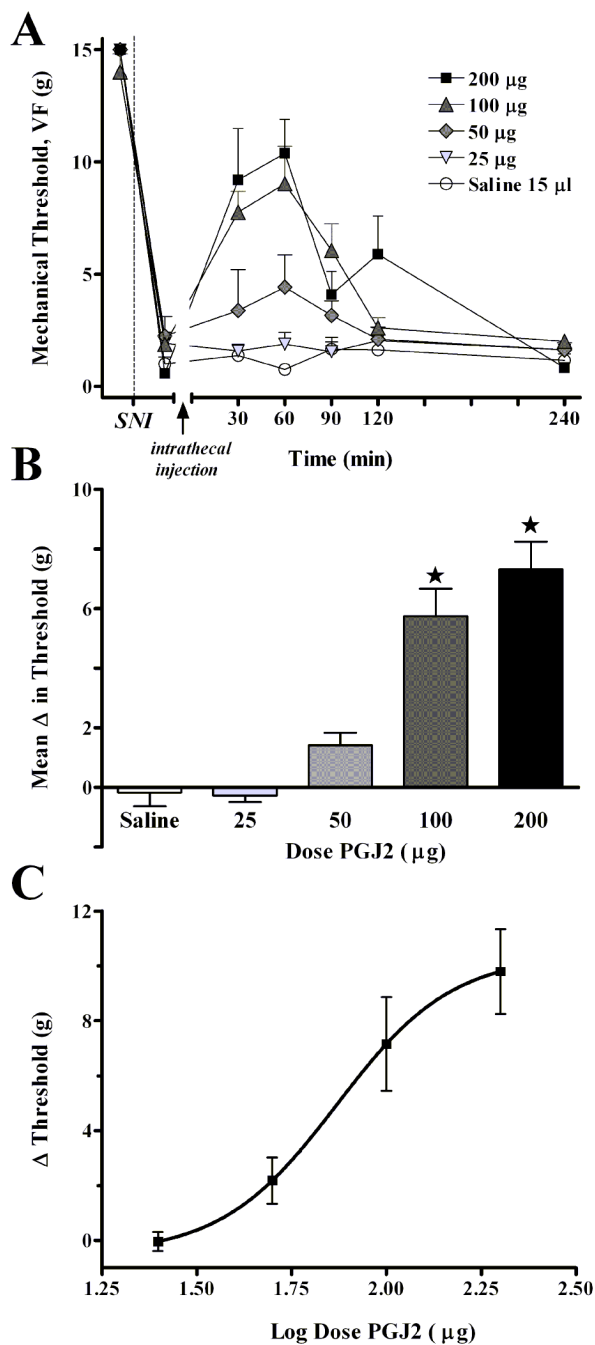 A
Mechanical Threshold, VF (g)
15
10
5
0
200 μg
100 μg
50 μg
25 μg
Saline 15 μl
SNI
30 60 90 120 240
intrathecal
injection
Time (min)
B
Mean Δ in Threshold (g)
10
6
2
0
Saline 25 50 100 200
Dose PGJ2 ( μg)
C
Δ Threshold (g)
12
8
4
0
1.25 1.50 1.75 2.00 2.25 2.50
Log Dose PGJ2 ( μg)